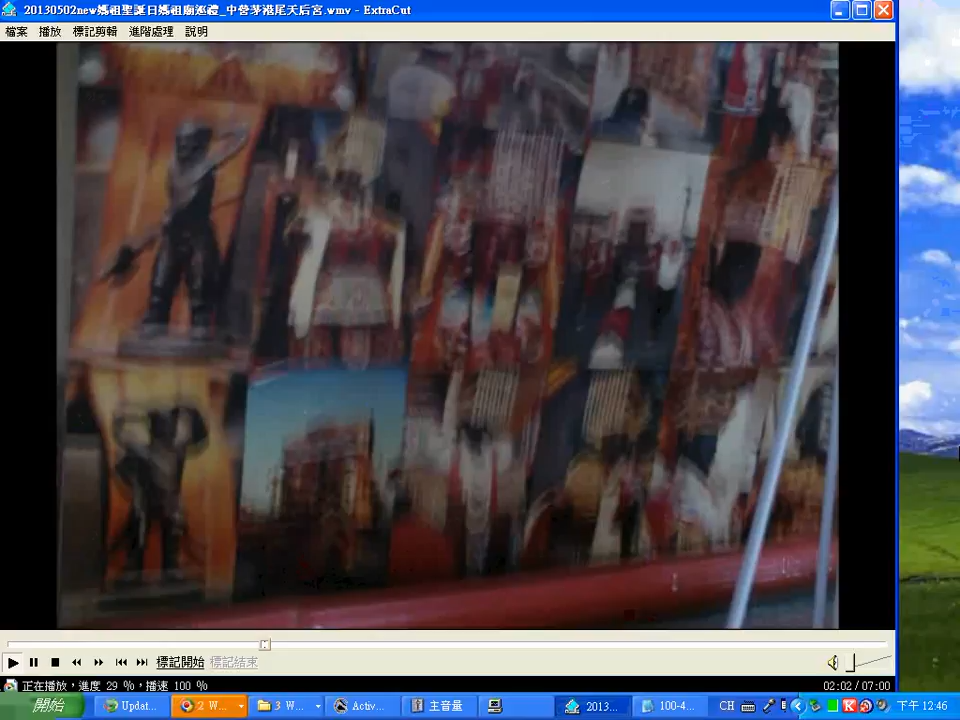 20130502new媽祖聖誕日媽祖廟巡禮_中營茅港尾天后宮.wmv - ExtraCut
檔案 播放 標記剪輯 進階處理 說明
標記開始 標記結束
正在播放，進度 29 %，播速 100 % 02:02 / 07:00
開始 Updat... 2 W... 3 W... Activ... 主音量 2013... 100-4... CH 下午 12:46